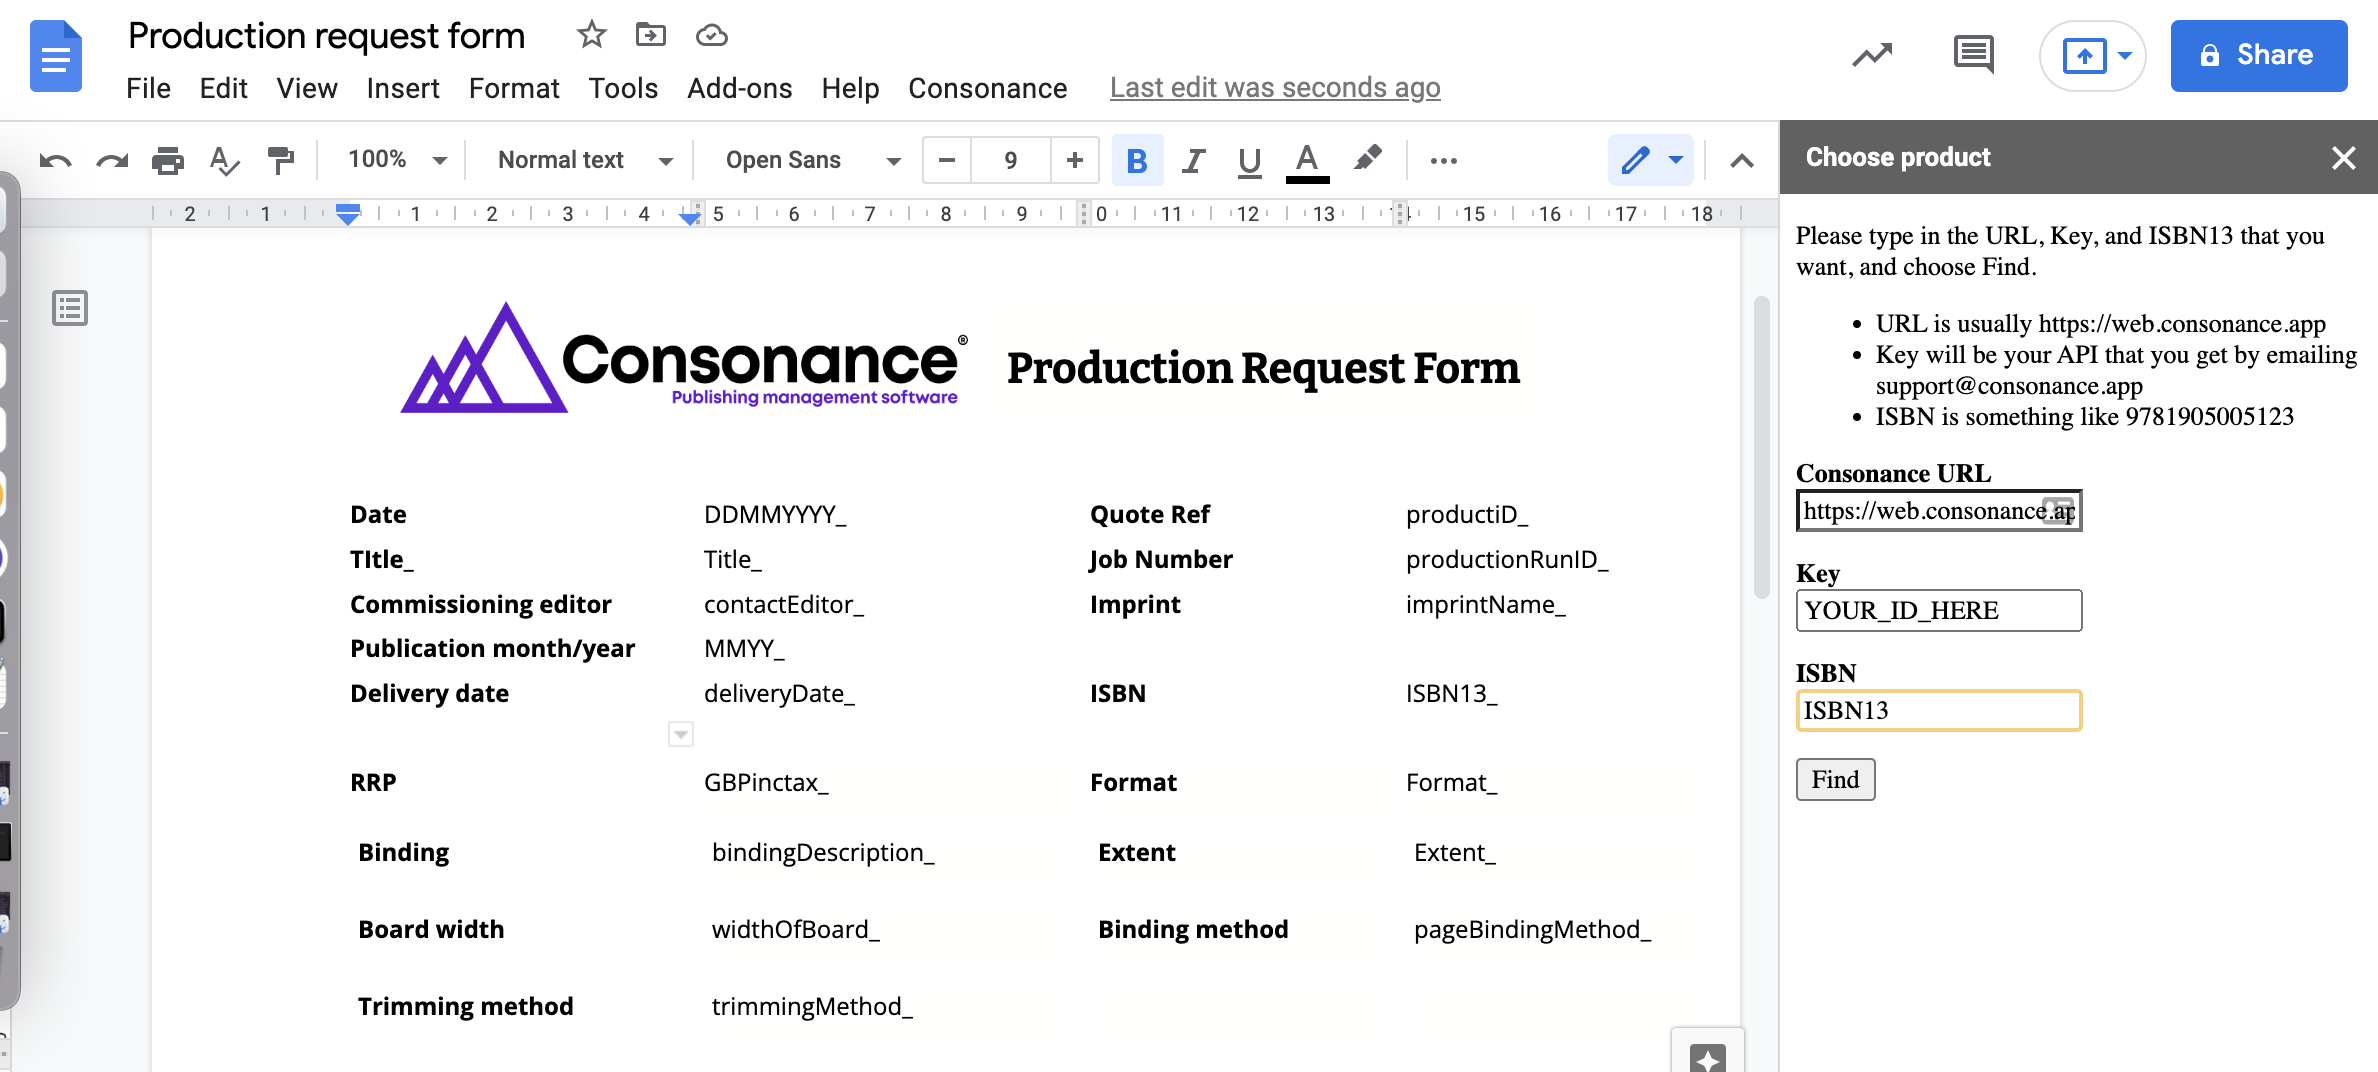 Production request form
File Edit View Insert Format Tools Add-ons Help Consonance Last edit was seconds ago
Share
100% Normal text Open Sans − 9 + B I U A
2 1 1 2 3 4 5 6 7 8 9 0 11 12 13 15 16 17 18
Consonance®
Publishing management software
Production Request Form
Date DDMMYYYY_ Quote Ref productiD_
TItle_ Title_ Job Number productionRunID_
Commissioning editor contactEditor_ Imprint imprintName_
Publication month/year MMYY_
Delivery date deliveryDate_ ISBN ISBN13_
RRP GBPinctax_ Format Format_
Binding bindingDescription_ Extent Extent_
Board width widthOfBoard_ Binding method pageBindingMethod_
Trimming method trimmingMethod_
Choose product
Please type in the URL, Key, and ISBN13 that you
want, and choose Find.
• URL is usually https://web.consonance.app
• Key will be your API that you get by emailing
support@consonance.app
• ISBN is something like 9781905005123
Consonance URL
https://web.consonance.ap
Key
YOUR_ID_HERE
ISBN
ISBN13
Find